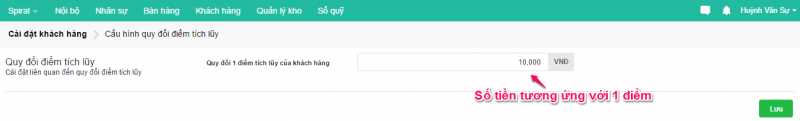 Spiral Nội bộ Nhân sự Bán hàng Khách hàng Quản lý kho Sổ quỹ Huỳnh Văn Sự
Cài đặt khách hàng Cấu hình quy đổi điểm tích lũy
Quy đổi điểm tích lũy Quy đổi 1 điểm tích lũy của khách hàng 10,000 VNĐ
Cài đặt liên quan đến quy đổi điểm tích lũy
Số tiền tương ứng với 1 điểm
Lưu